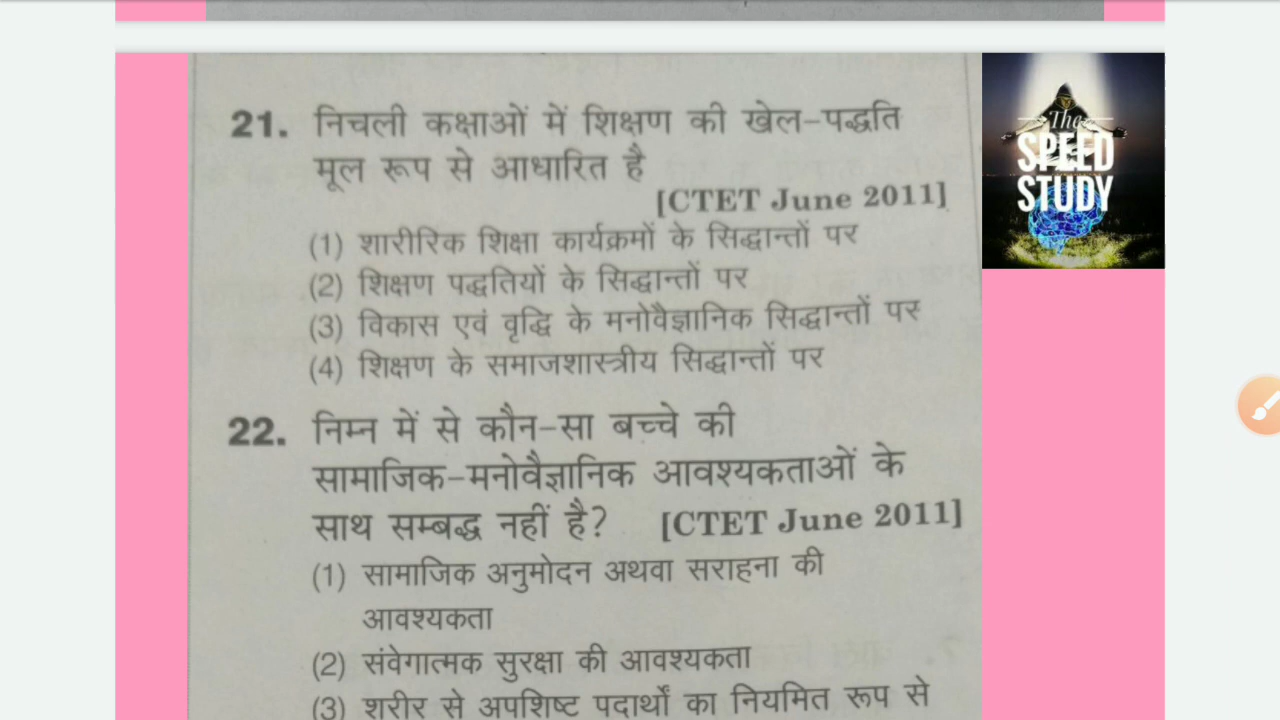 21. निचली कक्षाओं में शिक्षण की खेल-पद्धति
मूल रूप से आधारित है
[CTET June 2011]
(1) शारीरिक शिक्षा कार्यक्रमों के सिद्धान्तों पर
(2) शिक्षण पद्धतियों के सिद्धान्तों पर
(3) विकास एवं वृद्धि के मनोवैज्ञानिक सिद्धान्तों पर
(4) शिक्षण के समाजशास्त्रीय सिद्धान्तों पर
22. निम्न में से कौन-सा बच्चे की
सामाजिक-मनोवैज्ञानिक आवश्यकताओं के
साथ सम्बद्ध नहीं है? [CTET June 2011]
(1) सामाजिक अनुमोदन अथवा सराहना की
आवश्यकता
(2) संवेगात्मक सुरक्षा की आवश्यकता
(3) शरीर से अपशिष्ट पदार्थों का नियमित रूप से
The
SPEED
STUDY